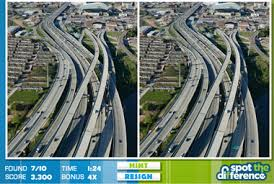 FOUND 7/10 TIME 1:24 HINT
SCORE 3,300 BONUS 4X RESIGN
spot the
difference